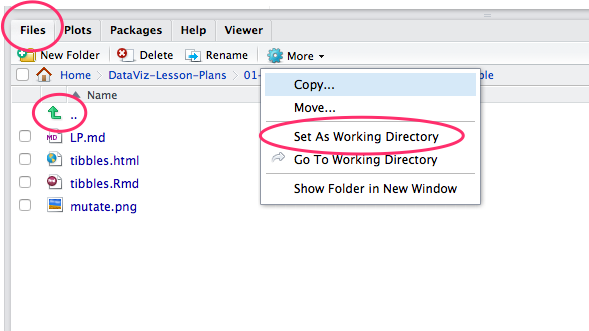 Files Plots Packages Help Viewer
New Folder Delete Rename More
Home DataViz-Lesson-Plans 01-
Name
Copy...
Move...
Set As Working Directory
Go To Working Directory
Show Folder in New Window
..
MD LP.md
tibbles.html
tibbles.Rmd
mutate.png